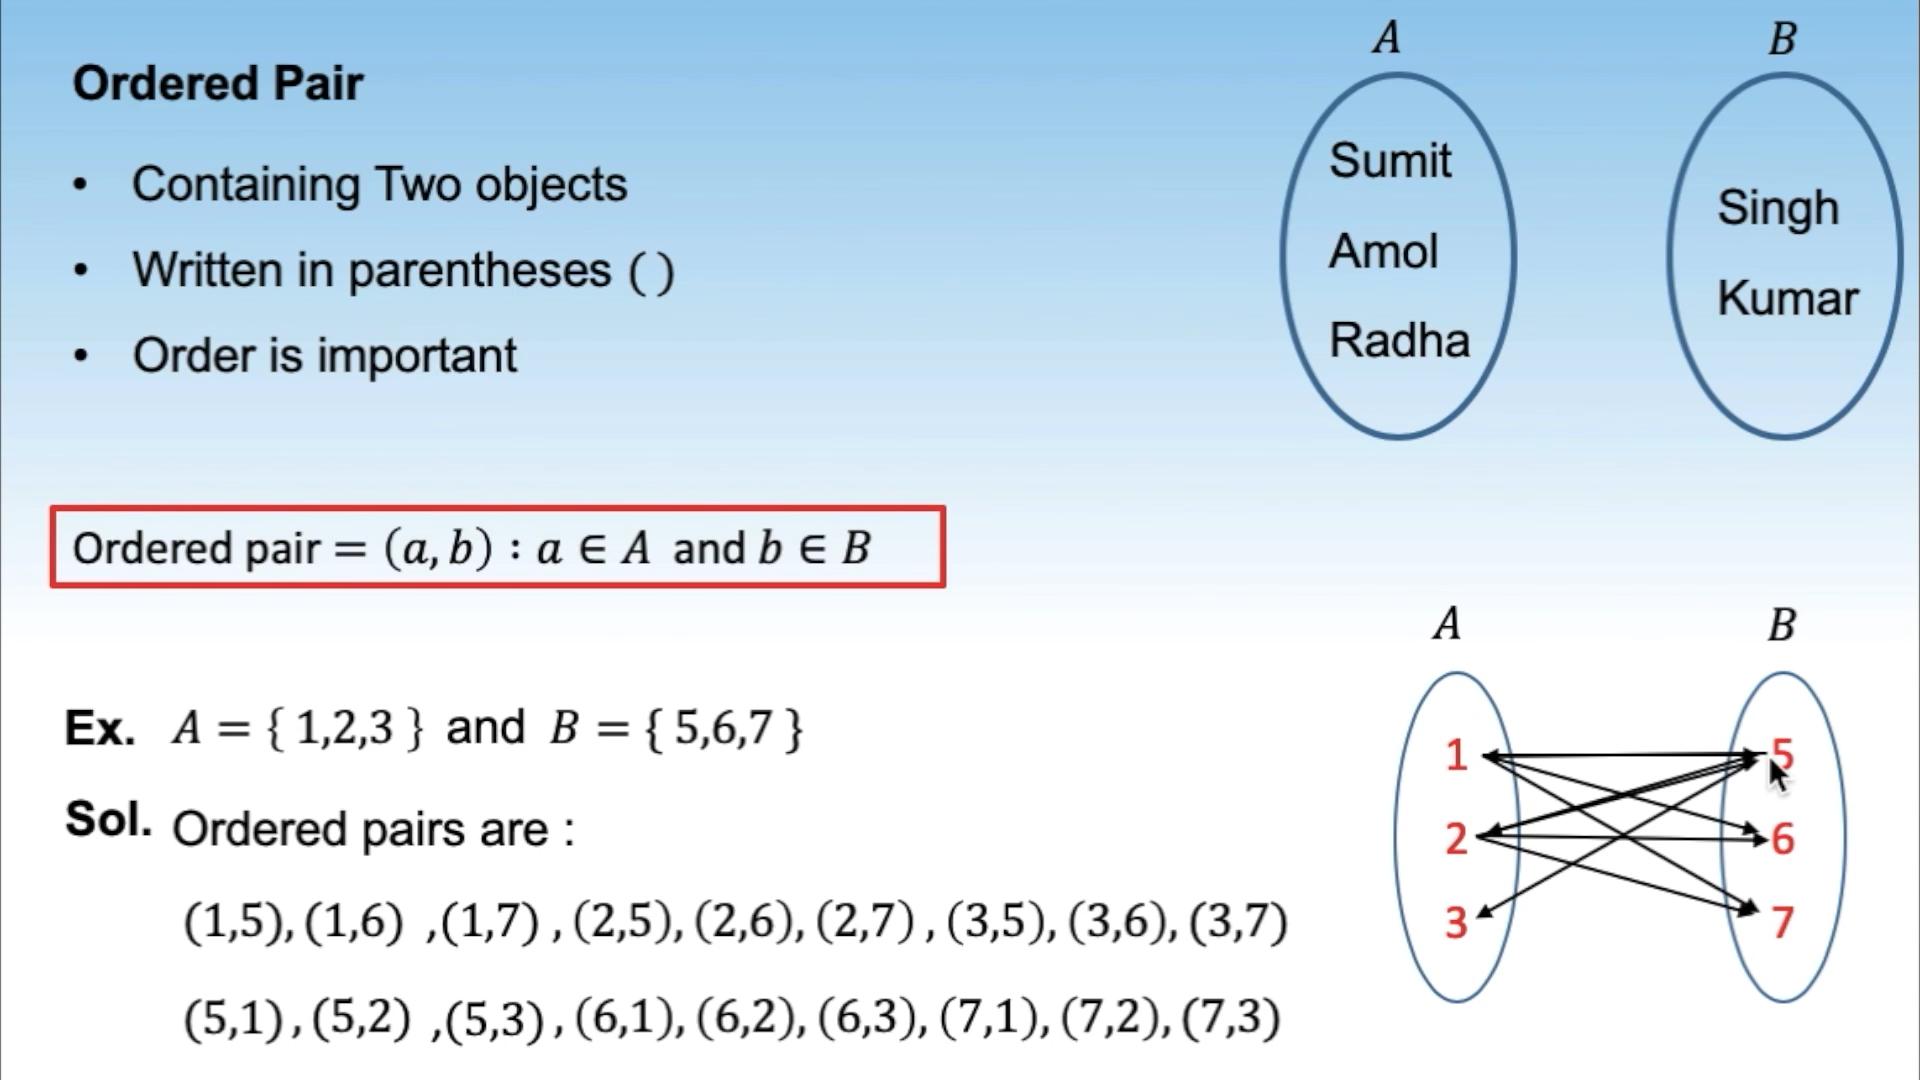 Ordered Pair
• Containing Two objects
• Written in parentheses ( )
• Order is important
A
Sumit
Amol
Radha
B
Singh
Kumar
Ordered pair = (a, b) : a ∈ A and b ∈ B
Ex. A = { 1,2,3 } and B = { 5,6,7 }
Sol. Ordered pairs are :
(1,5), (1,6) ,(1,7) , (2,5), (2,6), (2,7) , (3,5), (3,6), (3,7)
(5,1) , (5,2) ,(5,3) , (6,1), (6,2), (6,3), (7,1), (7,2), (7,3)
A
1
2
3
B
5
6
7